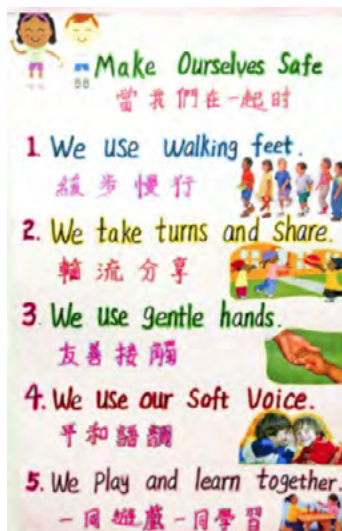 Make Ourselves Safe
當我們在一起时
1. We use walking feet.
緩步慢行
2. We take turns and share.
輪流分享
3. We use gentle hands.
友善接觸
4. We use our Soft Voice.
平和語調
5. We Play and learn together.
一同遊戲一同學習